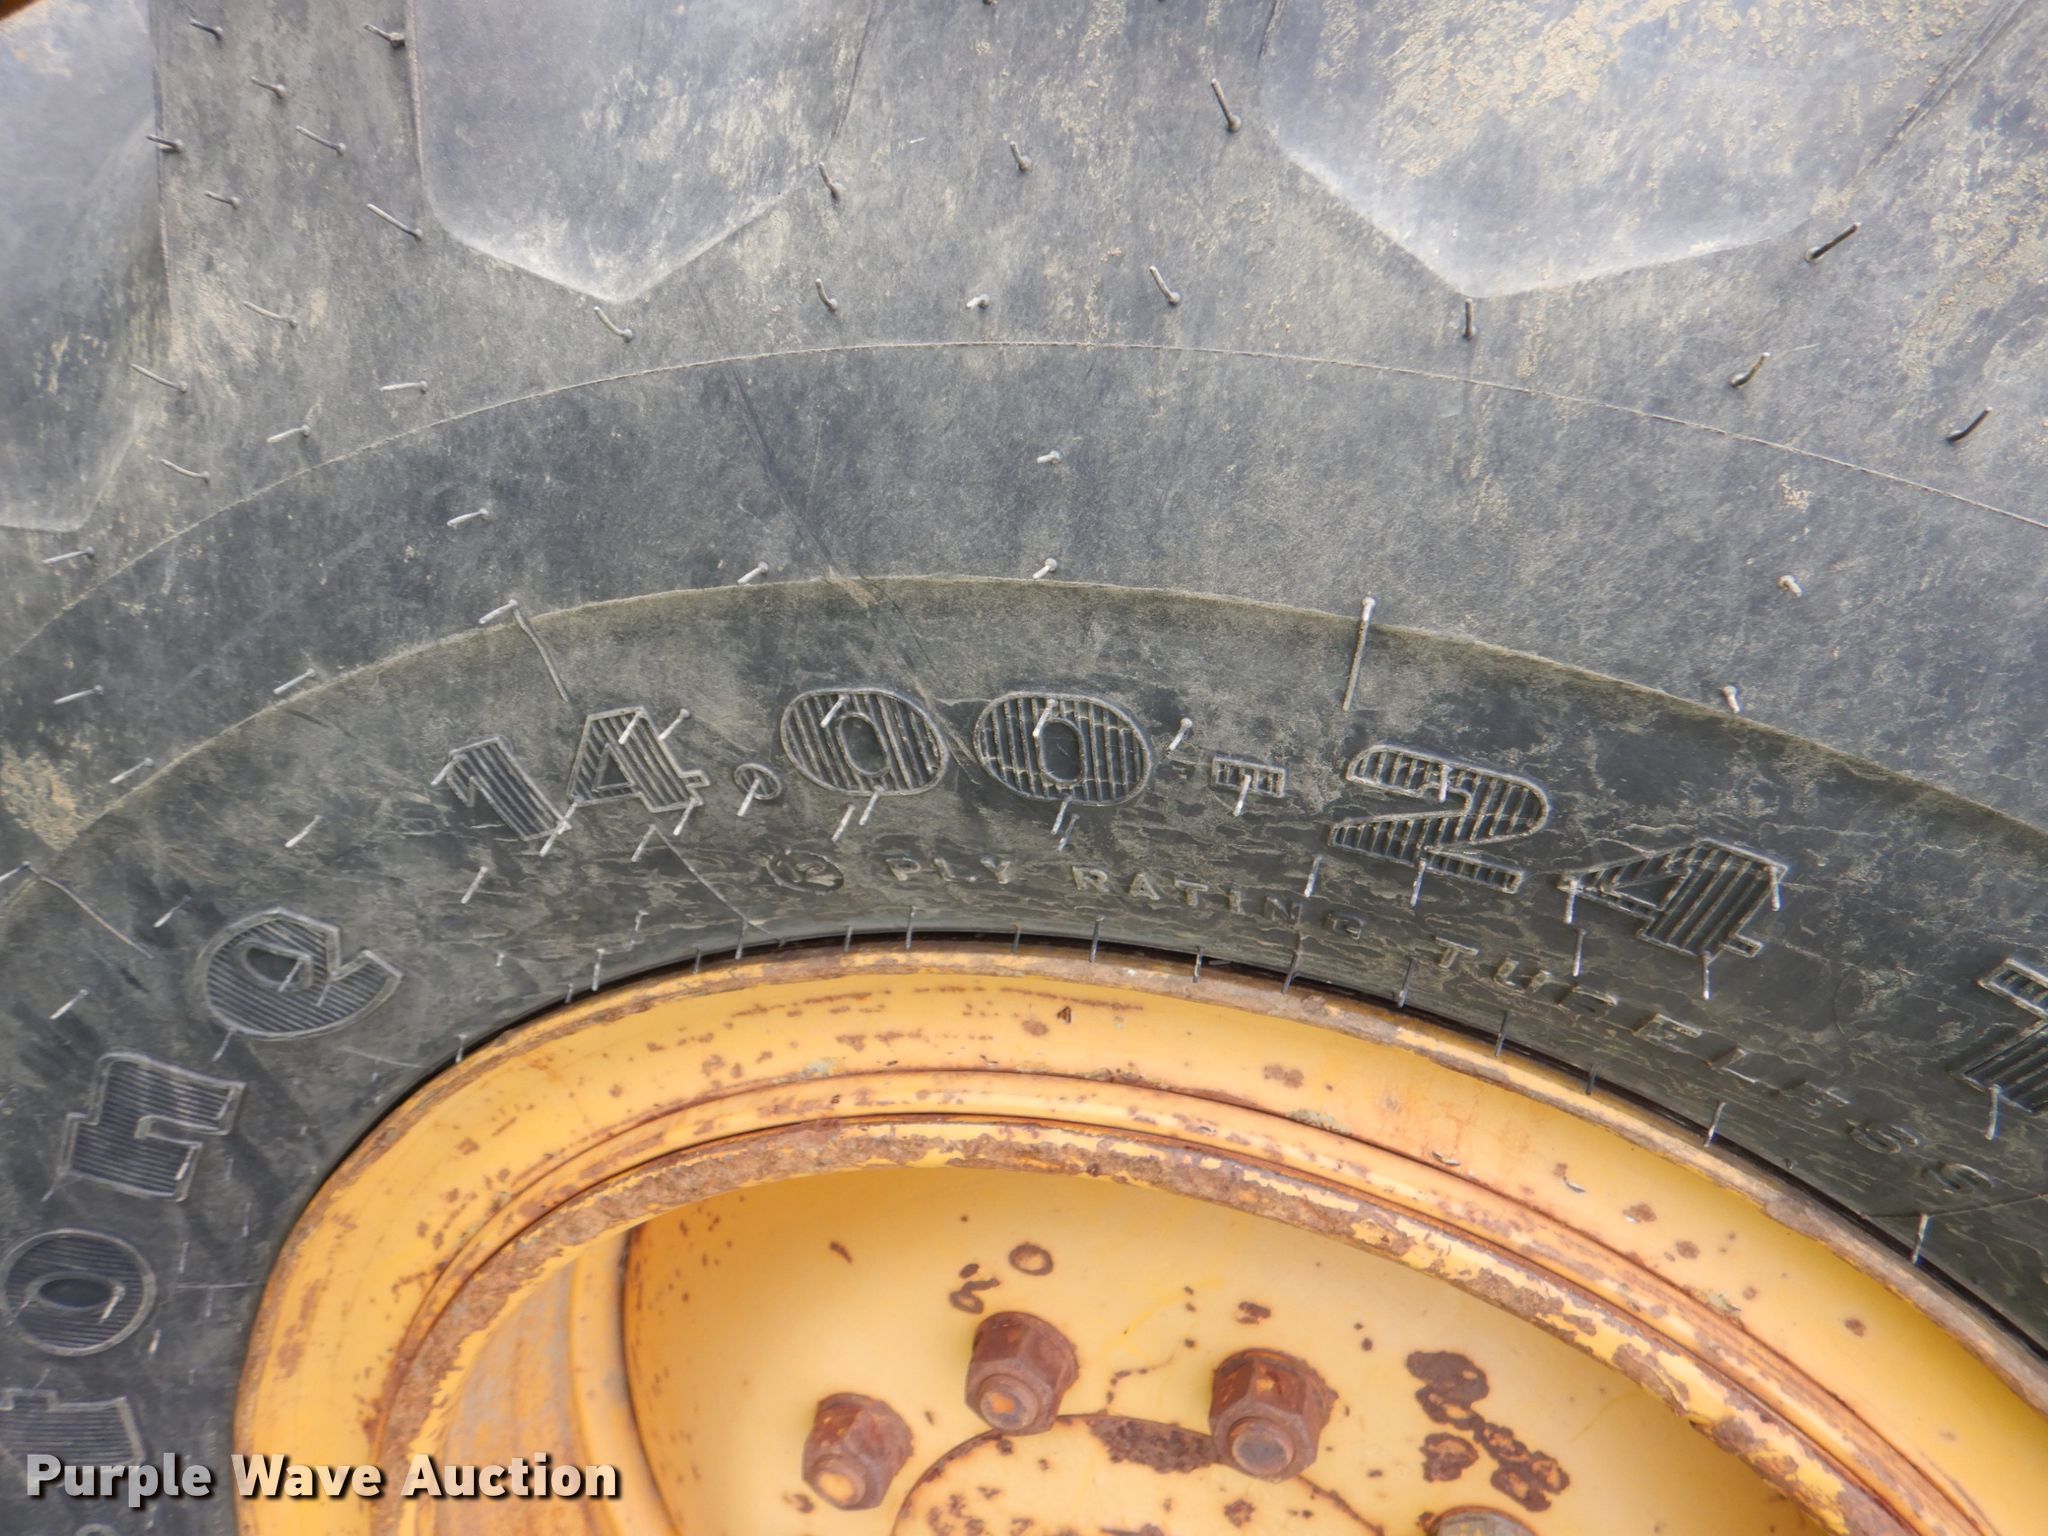 14.00-24
12 PLY RATING TUBELESS
Purple Wave Auction